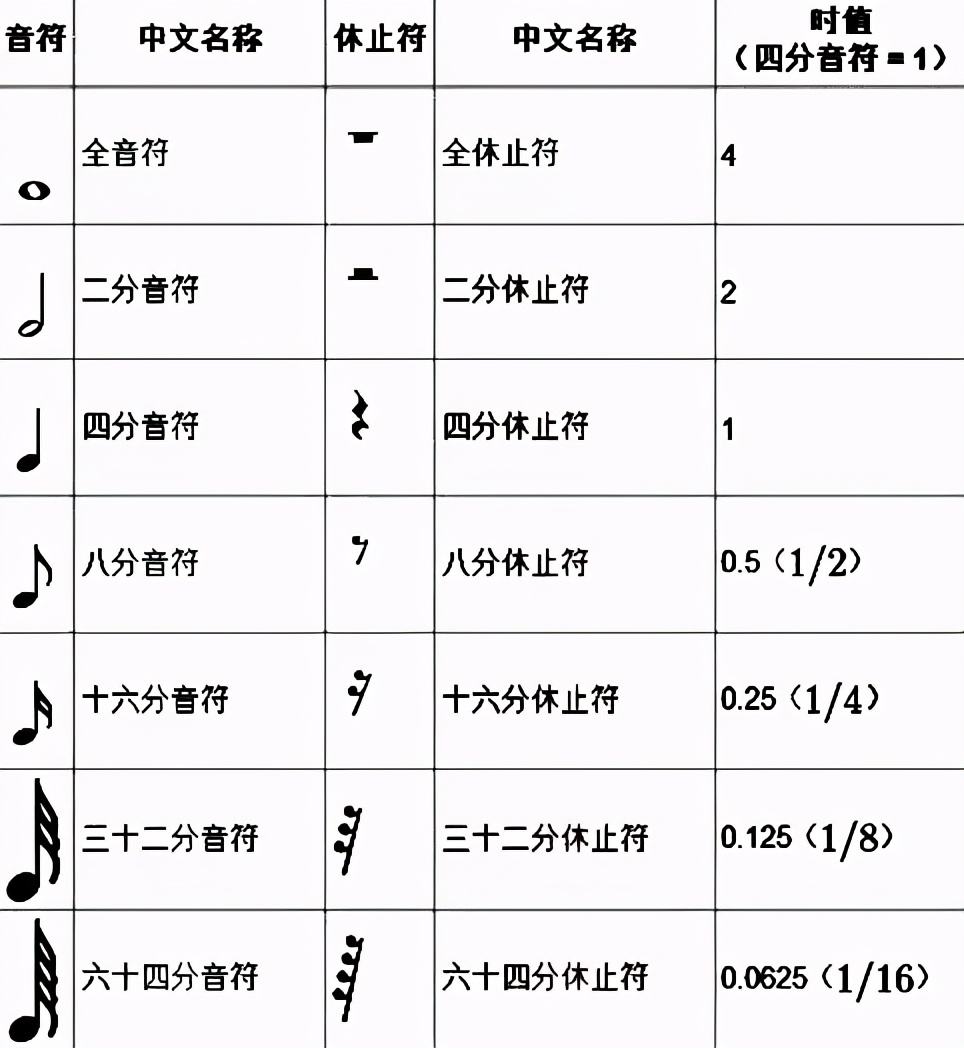 音符 中文名称 休止符 中文名称 时值
（四分音符＝1）
全音符 全休止符 4
二分音符 二分休止符 2
四分音符 四分休止符 1
八分音符 八分休止符 0.5（1/2）
十六分音符 十六分休止符 0.25（1/4）
三十二分音符 三十二分休止符 0.125（1/8）
六十四分音符 六十四分休止符 0.0625（1/16）